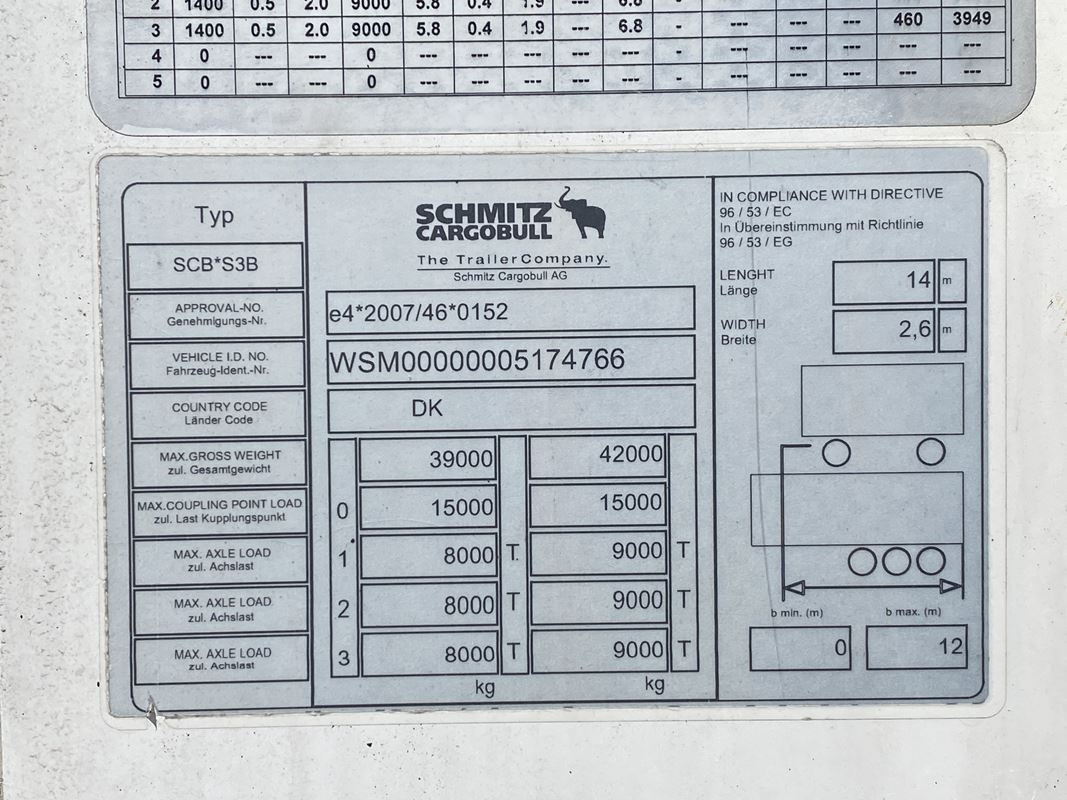 2 1400 0.5 2.0 9000 5.8 0.4 1.9 --- 6.8 -
3 1400 0.5 2.0 9000 5.8 0.4 1.9 --- 6.8 - --- --- --- 460 3949
4 0 --- --- 0 --- --- --- --- --- - --- --- --- --- ---
5 0 --- --- 0 --- --- --- --- --- - --- --- --- --- ---
Typ
SCB*S3B
APPROVAL-NO.
Genehmigungs-Nr.
VEHICLE I.D. NO.
Fahrzeug-Ident.-Nr.
COUNTRY CODE
Länder Code
MAX.GROSS WEIGHT
zul. Gesamtgewicht
MAX.COUPLING POINT LOAD
zul. Last Kupplungspunkt
MAX. AXLE LOAD
zul. Achslast
MAX. AXLE LOAD
zul. Achslast
MAX. AXLE LOAD
zul. Achslast
SCHMITZ
CARGOBULL
The TrailerCompany.
Schmitz Cargobull AG
e4*2007/46*0152
WSM00000005174766
DK
39000 42000
0 15000 15000
1 8000 T 9000 T
2 8000 T 9000 T
3 8000 T 9000 T
kg kg
IN COMPLIANCE WITH DIRECTIVE
96 / 53 / EC
In Übereinstimmung mit Richtlinie
96 / 53 / EG
LENGHT
Länge
14 m
WIDTH
Breite
2,6 m
b min. (m) b max. (m)
0 12